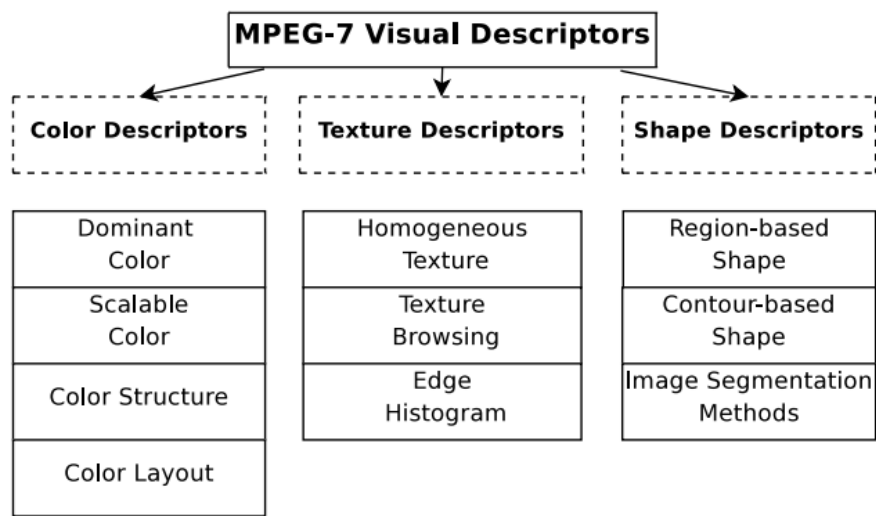 MPEG-7 Visual Descriptors
Color Descriptors
Texture Descriptors
Shape Descriptors
Dominant
Color
Scalable
Color
Color Structure
Color Layout
Homogeneous
Texture
Texture
Browsing
Edge
Histogram
Region-based
Shape
Contour-based
Shape
Image Segmentation
Methods